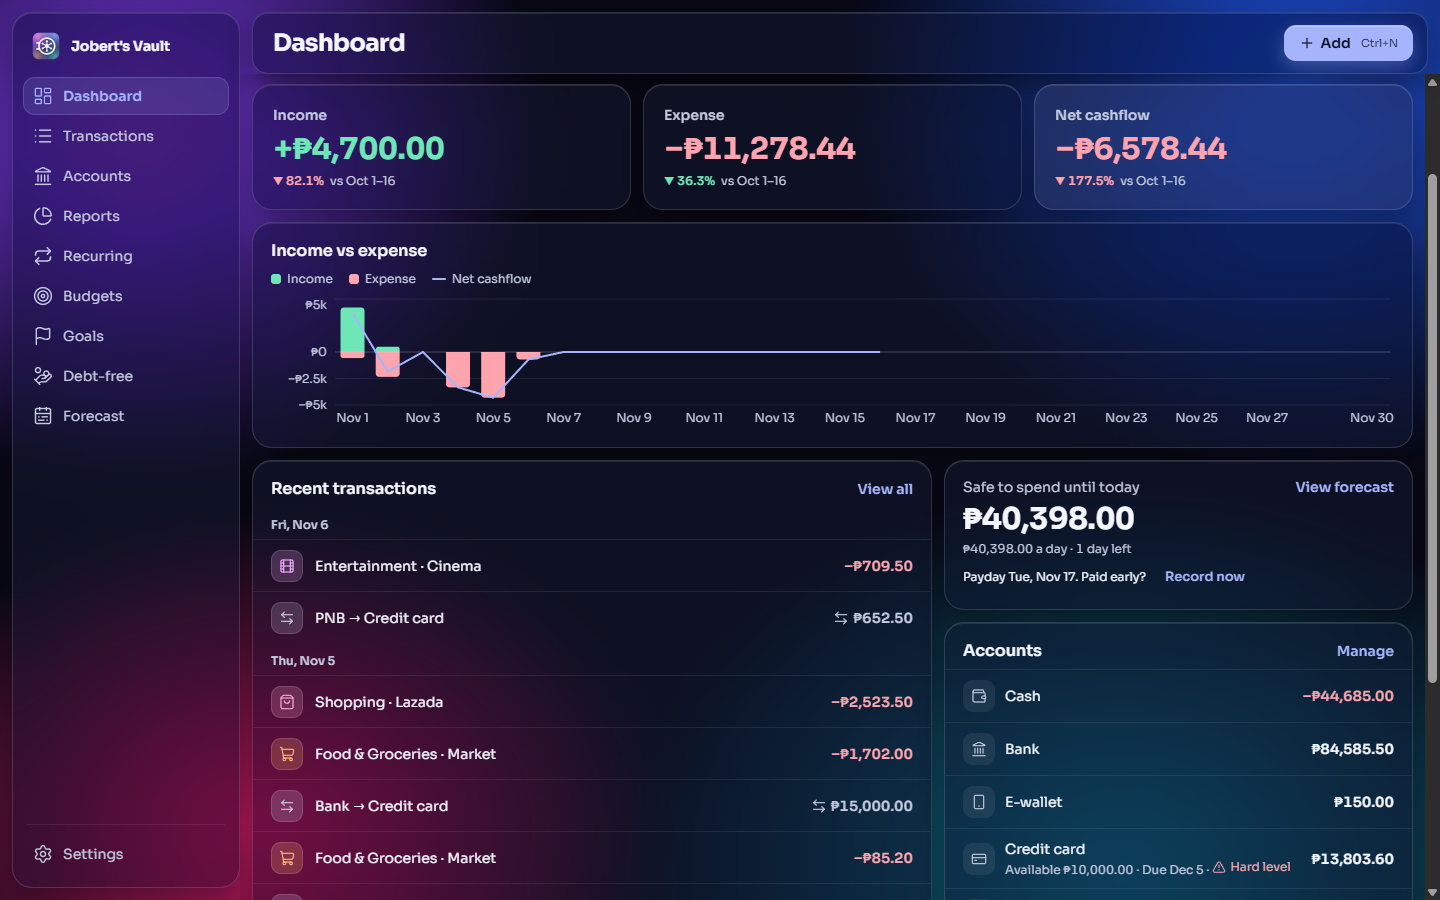 Jobert's Vault
Dashboard
Transactions
Accounts
Reports
Recurring
Budgets
Goals
Debt-free
Forecast
Settings
Dashboard
+ Add Ctrl+N
Income
+₱4,700.00
▼ 82.1% vs Oct 1–16
Expense
−₱11,278.44
▼ 36.3% vs Oct 1–16
Net cashflow
−₱6,578.44
▼ 177.5% vs Oct 1–16
Income vs expense
Income Expense Net cashflow
₱5k
₱0
−₱2.5k
−₱5k
Nov 1 Nov 3 Nov 5 Nov 7 Nov 9 Nov 11 Nov 13 Nov 15 Nov 17 Nov 19 Nov 21 Nov 23 Nov 25 Nov 27 Nov 30
Recent transactions View all
Fri, Nov 6
Entertainment · Cinema −₱709.50
PNB → Credit card ₱652.50
Thu, Nov 5
Shopping · Lazada −₱2,523.50
Food & Groceries · Market −₱1,702.00
Bank → Credit card ₱15,000.00
Food & Groceries · Market −₱85.20
Safe to spend until today View forecast
₱40,398.00
₱40,398.00 a day · 1 day left
Payday Tue, Nov 17. Paid early? Record now
Accounts Manage
Cash −₱44,685.00
Bank ₱84,585.50
E-wallet ₱150.00
Credit card ₱13,803.60
Available ₱10,000.00 · Due Dec 5 · Hard level